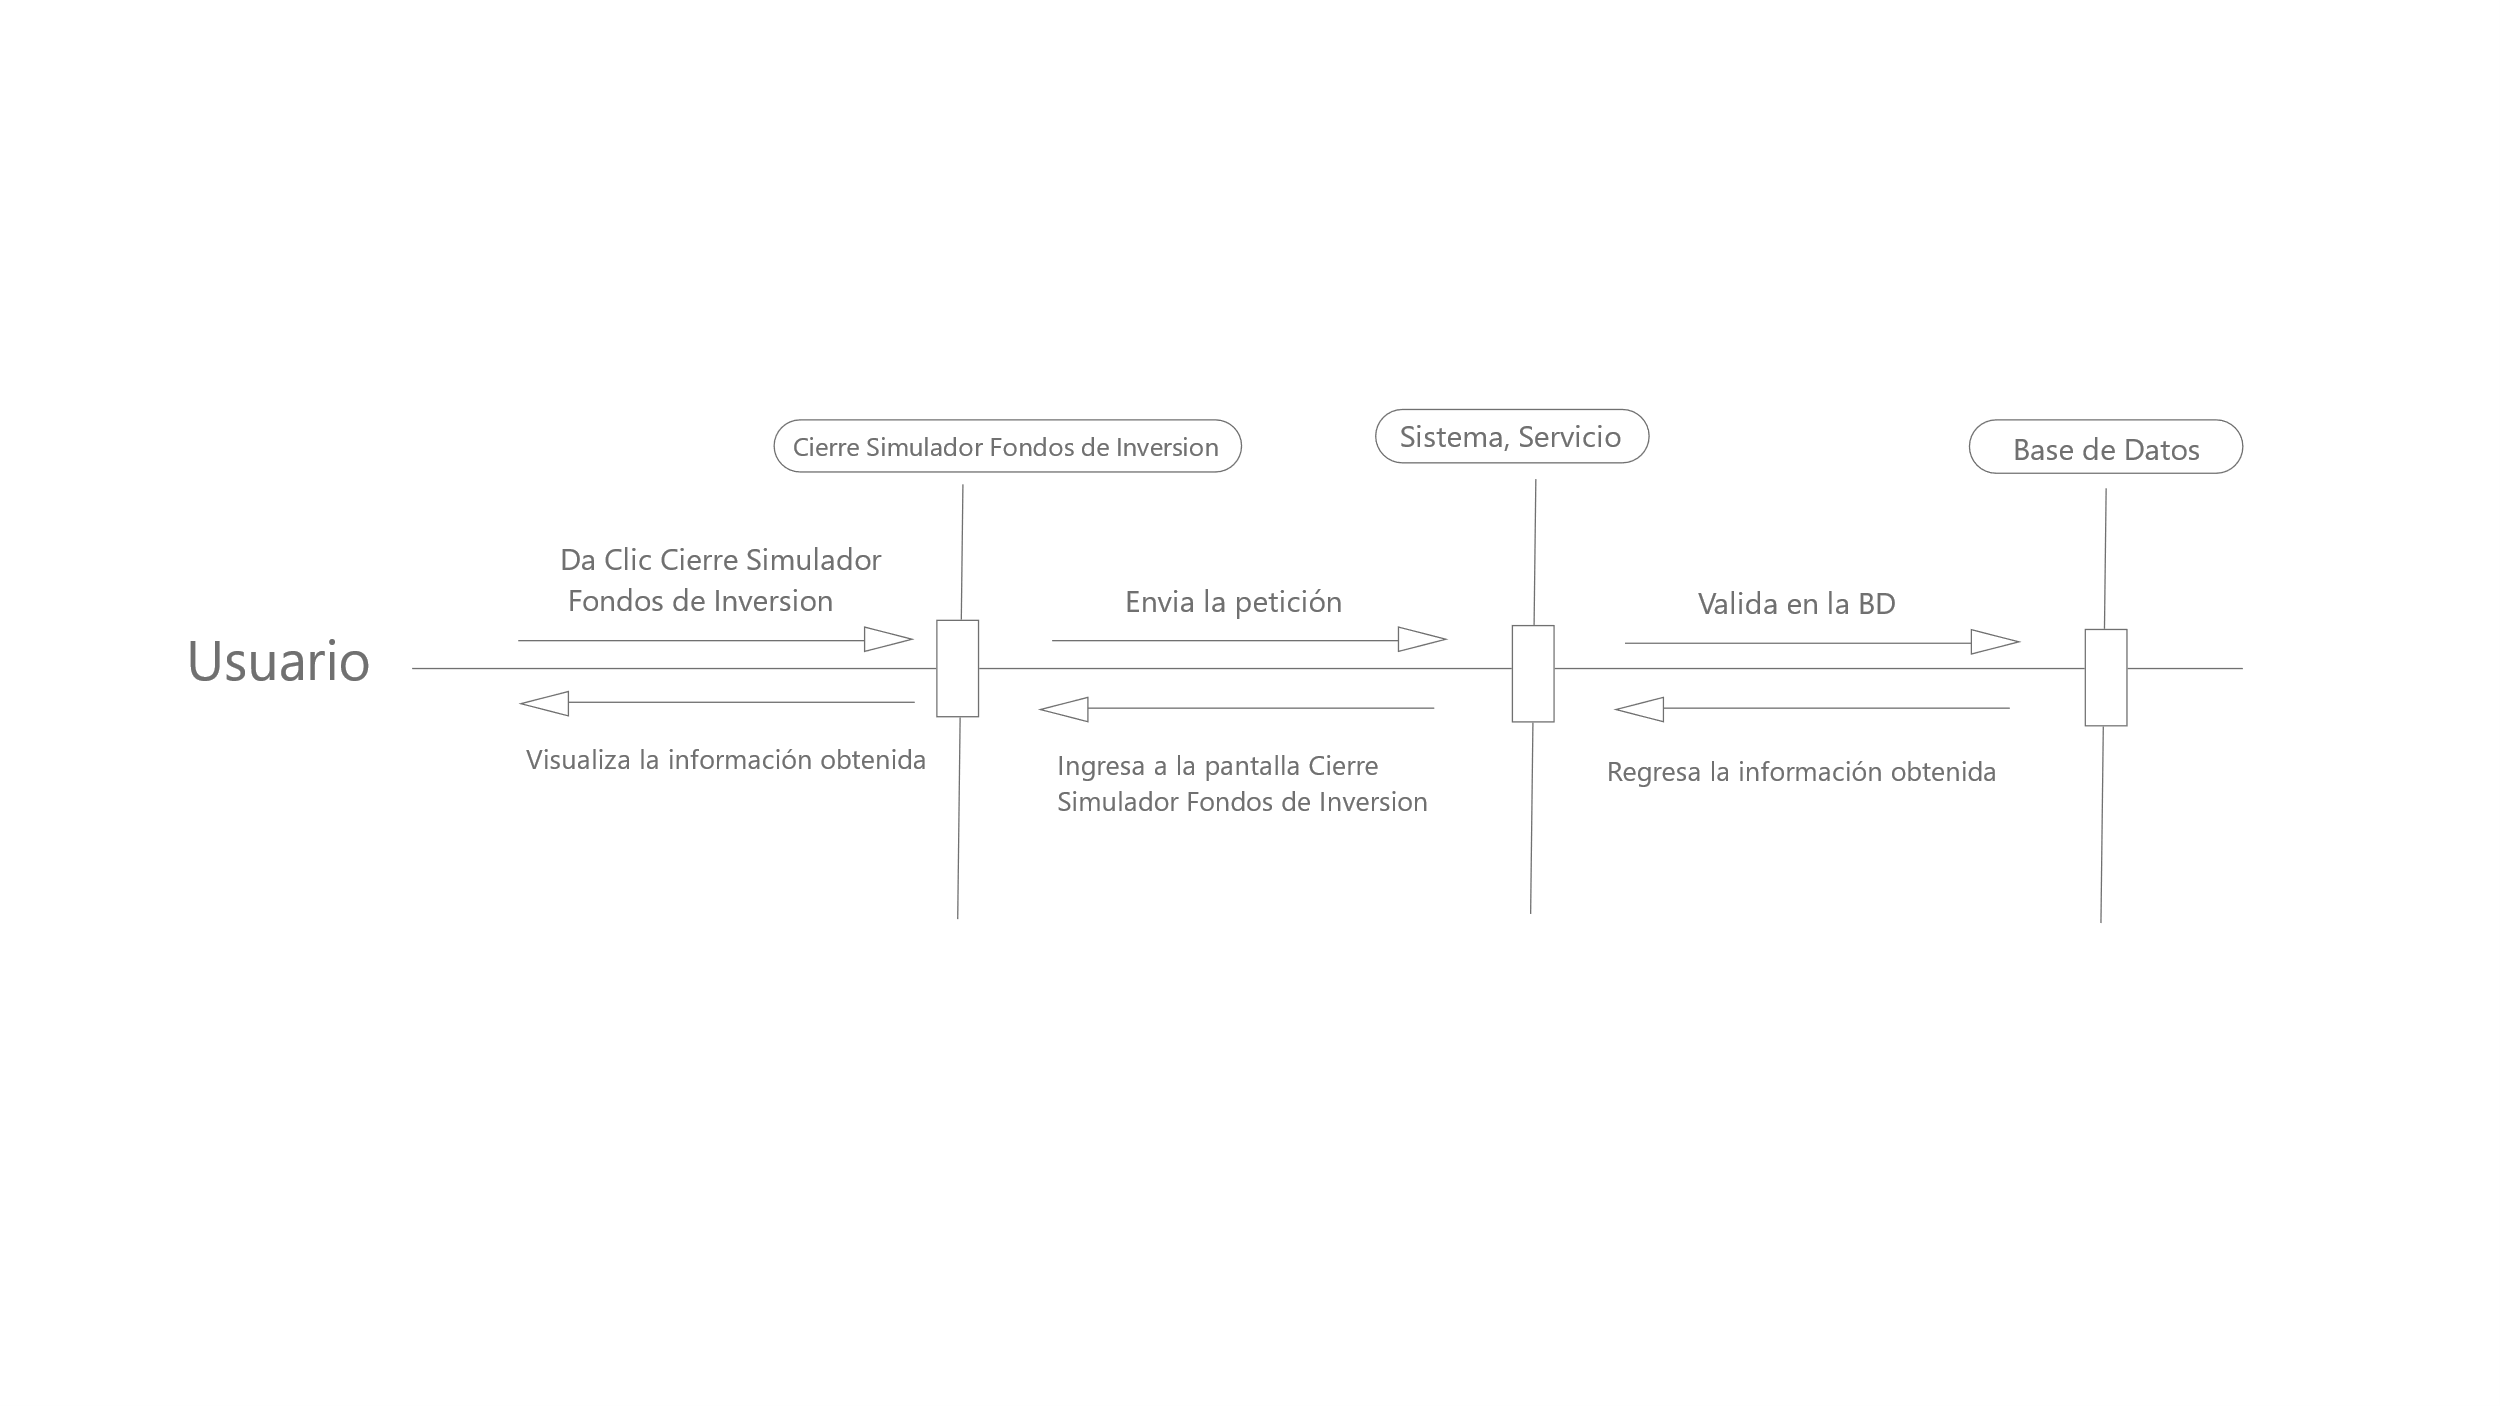 Cierre Simulador Fondos de Inversion
Sistema, Servicio
Base de Datos
Da Clic Cierre Simulador
Fondos de Inversion
Envia la petición
Valida en la BD
Usuario
Visualiza la información obtenida
Ingresa a la pantalla Cierre
Simulador Fondos de Inversion
Regresa la información obtenida